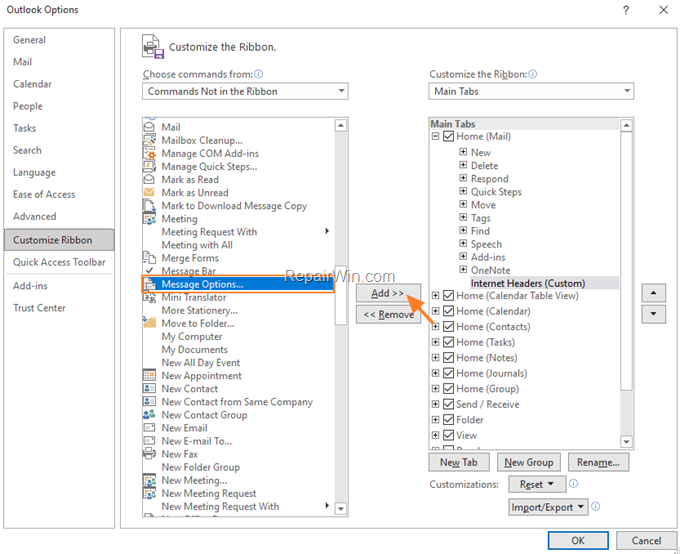 Outlook Options
?
General
Mail
Calendar
People
Tasks
Search
Language
Ease of Access
Advanced
Customize Ribbon
Quick Access Toolbar
Add-ins
Trust Center
Customize the Ribbon.
Choose commands from:
Commands Not in the Ribbon
Mail
Mailbox Cleanup...
Manage COM Add-ins
Manage Quick Steps...
Mark as Read
Mark as Unread
Mark to Download Message Copy
Meeting
Meeting Request With
Meeting with All
Merge Forms
Message Bar
Message Options...
Mini Translator
More Stationery...
Move to Folder...
My Computer
My Documents
New All Day Event
New Appointment
New Contact
New Contact from Same Company
New Contact Group
New Email
New E-mail To...
New Fax
New Folder Group
New Meeting...
New Meeting Request
New Meeting Request With
RepairWin.com
Add >>
<< Remove
Customize the Ribbon:
Main Tabs
Main Tabs
Home (Mail)
New
Delete
Respond
Quick Steps
Move
Tags
Find
Speech
Add-ins
OneNote
Internet Headers (Custom)
Home (Calendar Table View)
Home (Calendar)
Home (Contacts)
Home (Tasks)
Home (Notes)
Home (Journals)
Home (Group)
Send / Receive
Folder
View
New Tab
New Group
Rename...
Customizations:
Reset
Import/Export
OK
Cancel